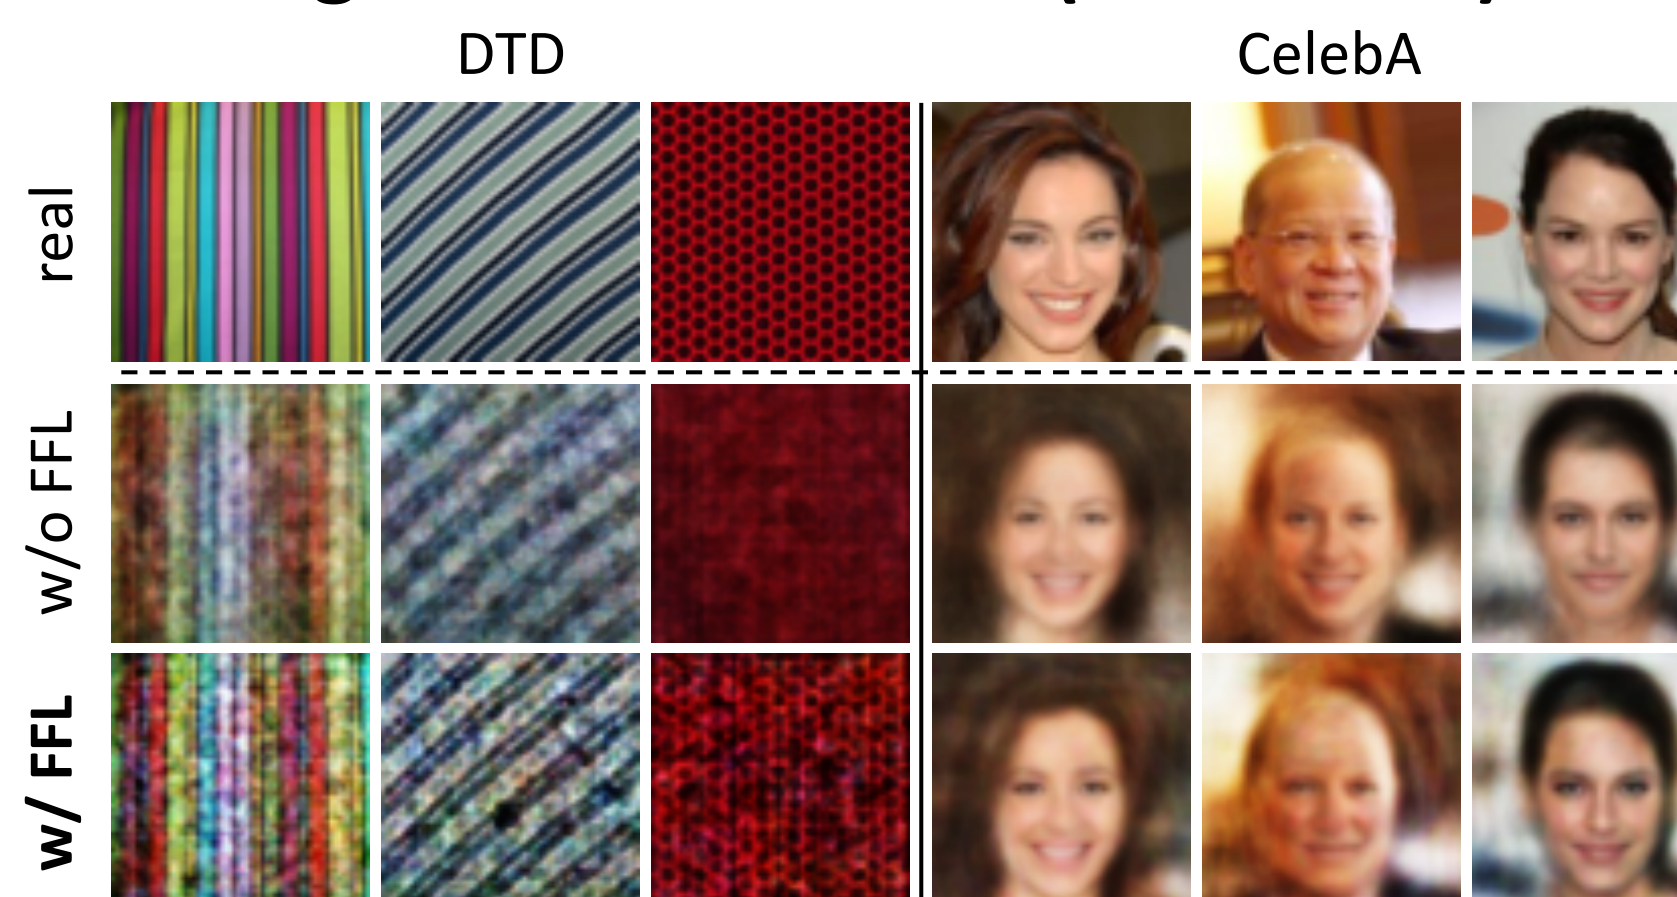 DTD
CelebA
real
w/o FFL
w/ FFL